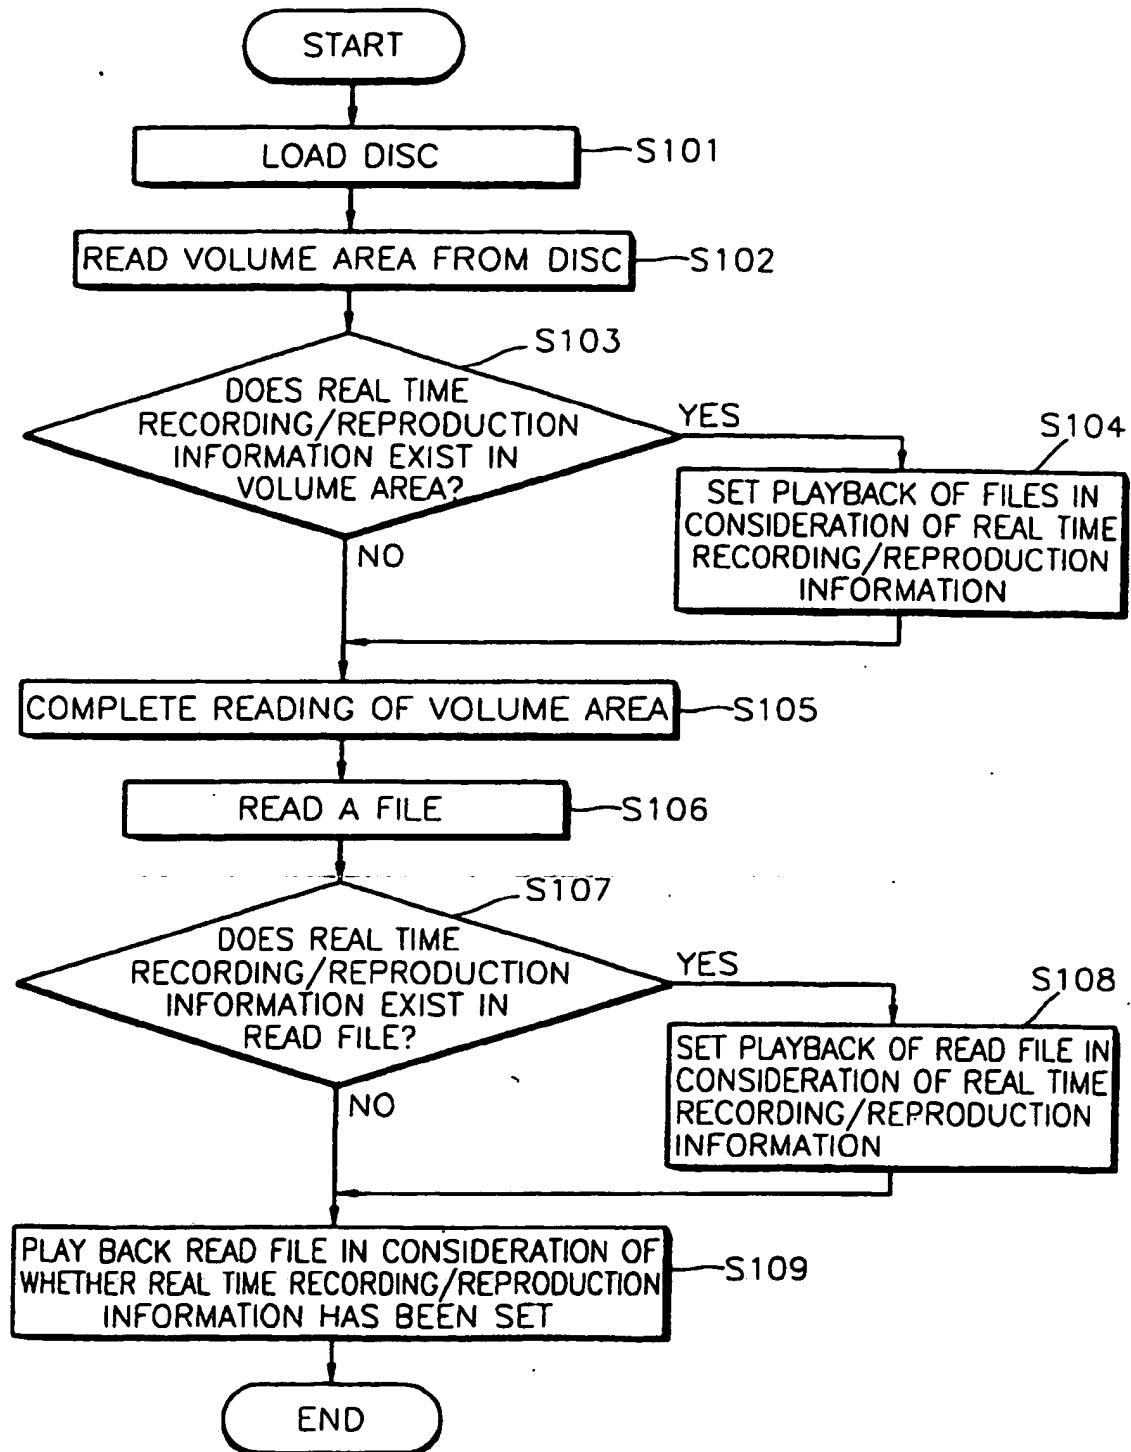 START
LOAD DISC
S101
READ VOLUME AREA FROM DISC
S102
S103
DOES REAL TIME
RECORDING/REPRODUCTION
INFORMATION EXIST IN
VOLUME AREA?
YES
NO
S104
SET PLAYBACK OF FILES IN
CONSIDERATION OF REAL TIME
RECORDING/REPRODUCTION
INFORMATION
COMPLETE READING OF VOLUME AREA
S105
READ A FILE
S106
S107
DOES REAL TIME
RECORDING/REPRODUCTION
INFORMATION EXIST IN
READ FILE?
YES
NO
S108
SET PLAYBACK OF READ FILE IN
CONSIDERATION OF REAL TIME
RECORDING/REPRODUCTION
INFORMATION
PLAY BACK READ FILE IN CONSIDERATION OF
WHETHER REAL TIME RECORDING/REPRODUCTION
INFORMATION HAS BEEN SET
S109
END